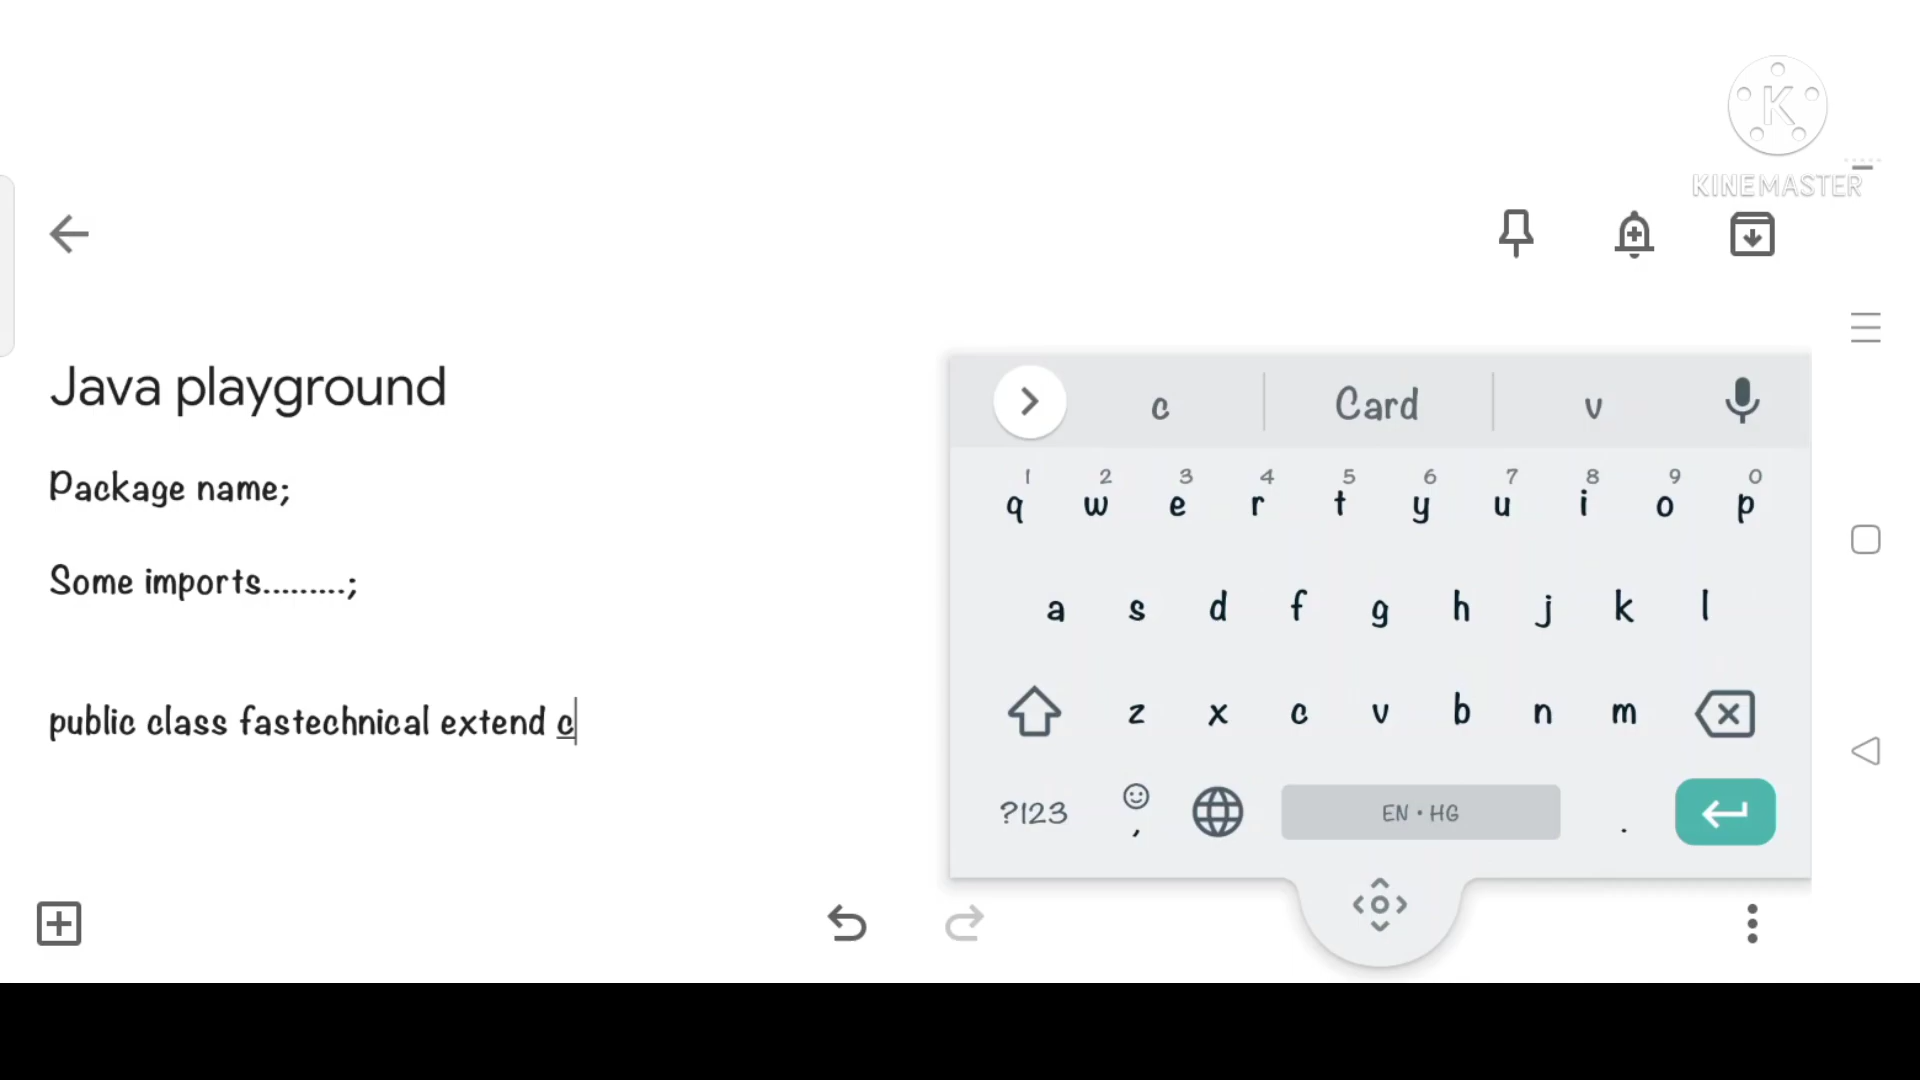 KINEMASTER
Java playground
Package name;
Some imports.........;
public class fastechnical extend c
c Card v
1 2 3 4 5 6 7 8 9 0
q w e r t y u i o p
a s d f g h j k l
z x c v b n m
?123 , EN • HG .